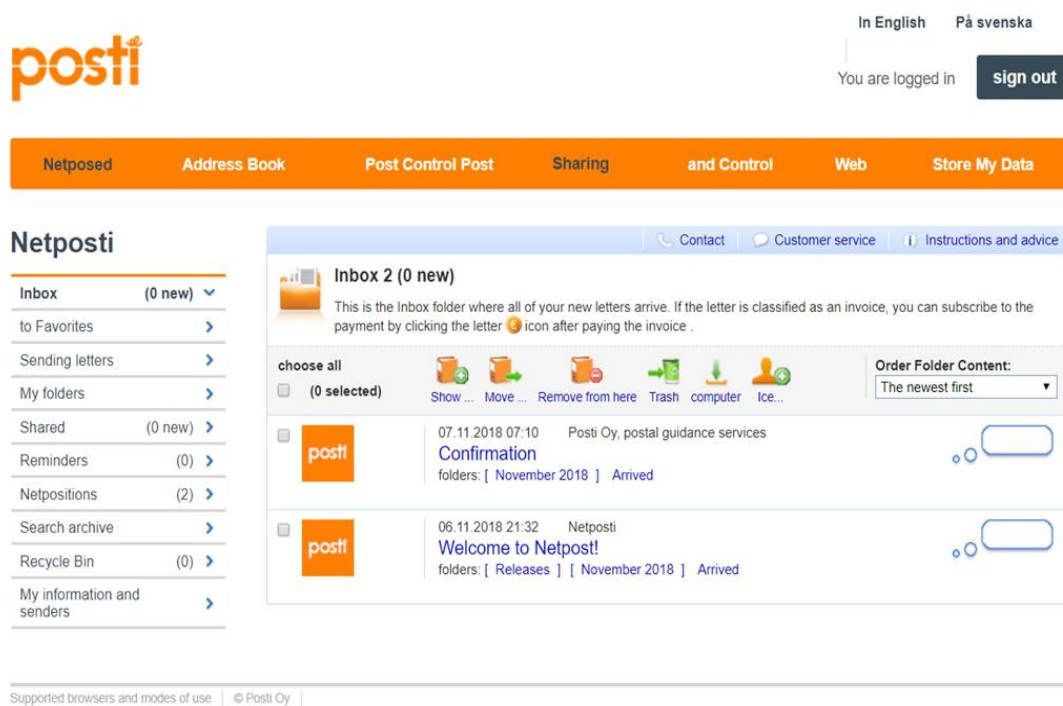 In English På svenska
posti
You are logged in sign out
Netposed Address Book Post Control Post Sharing and Control Web Store My Data
Netposti
Contact Customer service Instructions and advice
Inbox 2 (0 new)
This is the Inbox folder where all of your new letters arrive. If the letter is classified as an invoice, you can subscribe to the
payment by clicking the letter € icon after paying the invoice .
Inbox (0 new)
to Favorites
Sending letters
My folders
Shared (0 new)
Reminders (0)
Netpositions (2)
Search archive
Recycle Bin (0)
My information and
senders
choose all
(0 selected)
Show ... Move ... Remove from here Trash computer Ice...
Order Folder Content:
The newest first
posti
07.11.2018 07:10 Posti Oy, postal guidance services
Confirmation
folders: [ November 2018 ] Arrived
posti
06.11.2018 21:32 Netposti
Welcome to Netpost!
folders: [ Releases ] [ November 2018 ] Arrived
Supported browsers and modes of use © Posti Oy